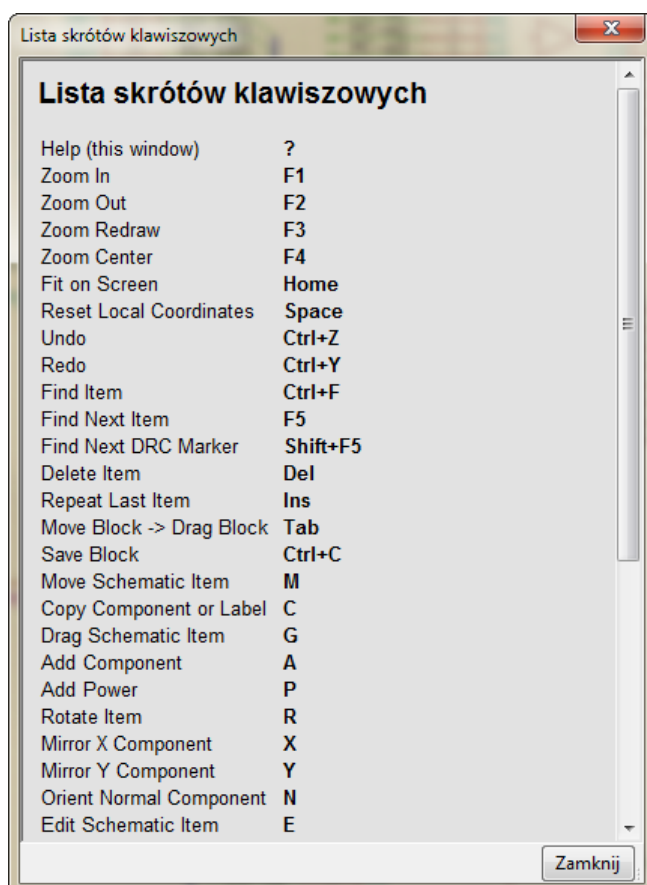 Lista skrótów klawiszowych
Lista skrótów klawiszowych
Help (this window) ?
Zoom In F1
Zoom Out F2
Zoom Redraw F3
Zoom Center F4
Fit on Screen Home
Reset Local Coordinates Space
Undo Ctrl+Z
Redo Ctrl+Y
Find Item Ctrl+F
Find Next Item F5
Find Next DRC Marker Shift+F5
Delete Item Del
Repeat Last Item Ins
Move Block -> Drag Block Tab
Save Block Ctrl+C
Move Schematic Item M
Copy Component or Label C
Drag Schematic Item G
Add Component A
Add Power P
Rotate Item R
Mirror X Component X
Mirror Y Component Y
Orient Normal Component N
Edit Schematic Item E
Zamknij